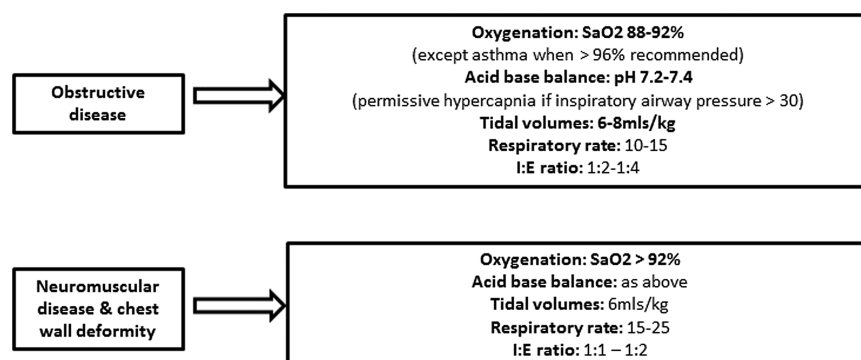 Obstructive
disease
Oxygenation: SaO2 88-92%
(except asthma when > 96% recommended)
Acid base balance: pH 7.2-7.4
(permissive hypercapnia if inspiratory airway pressure > 30)
Tidal volumes: 6-8mls/kg
Respiratory rate: 10-15
I:E ratio: 1:2-1:4
Neuromuscular
disease & chest
wall deformity
Oxygenation: SaO2 > 92%
Acid base balance: as above
Tidal volumes: 6mls/kg
Respiratory rate: 15-25
I:E ratio: 1:1 – 1:2